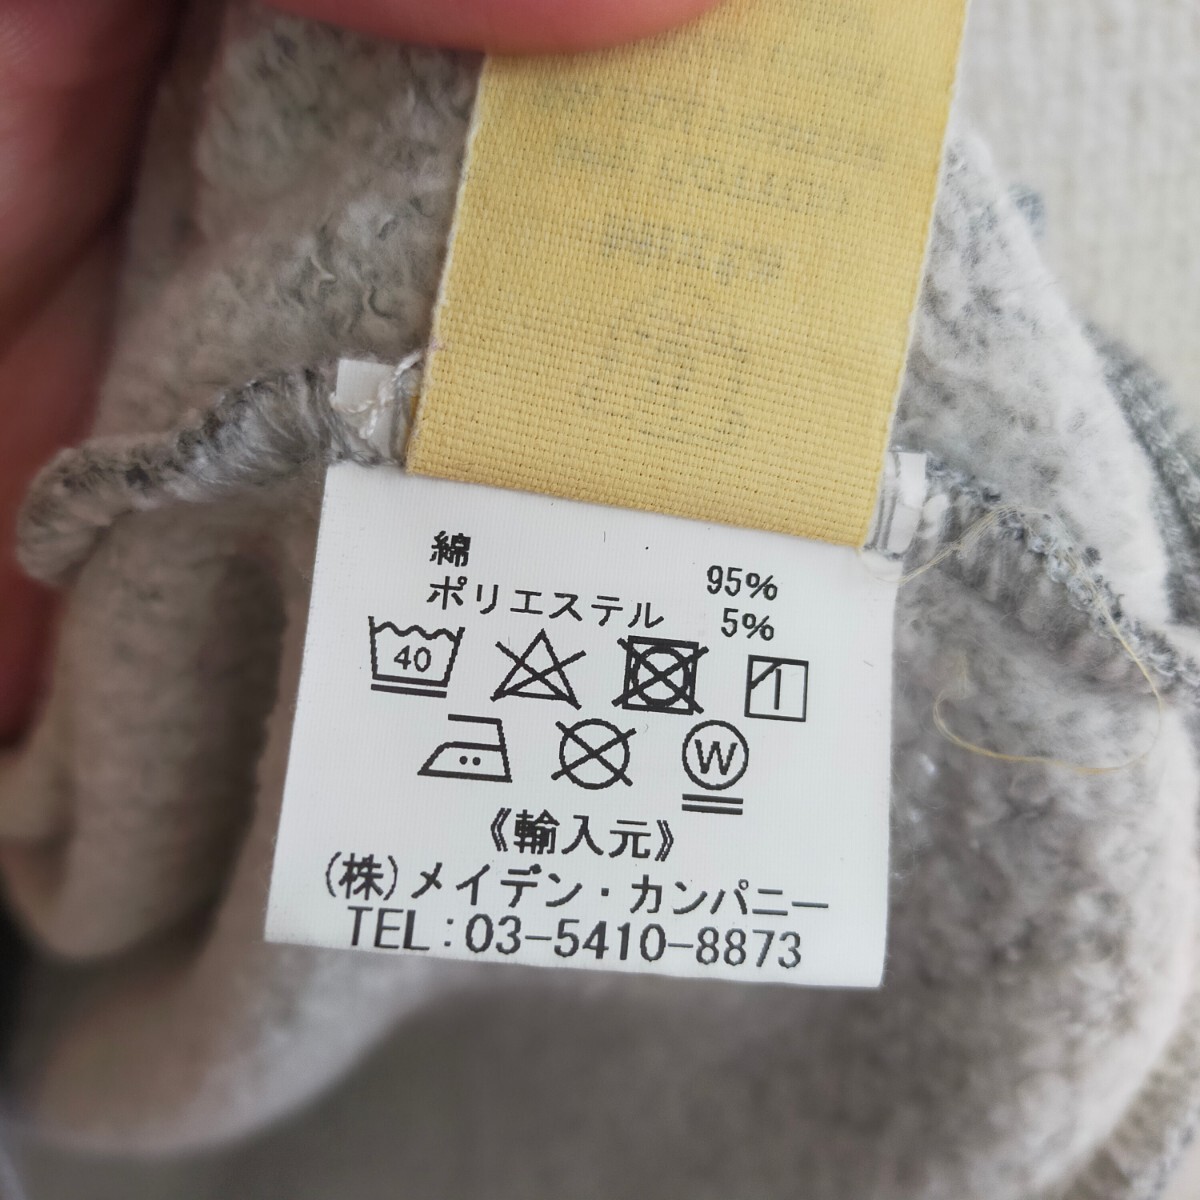 綿 95%
ポリエステル 5%
40
W
《輸入元》
(株)メイデン・カンパニー
TEL:03-5410-8873